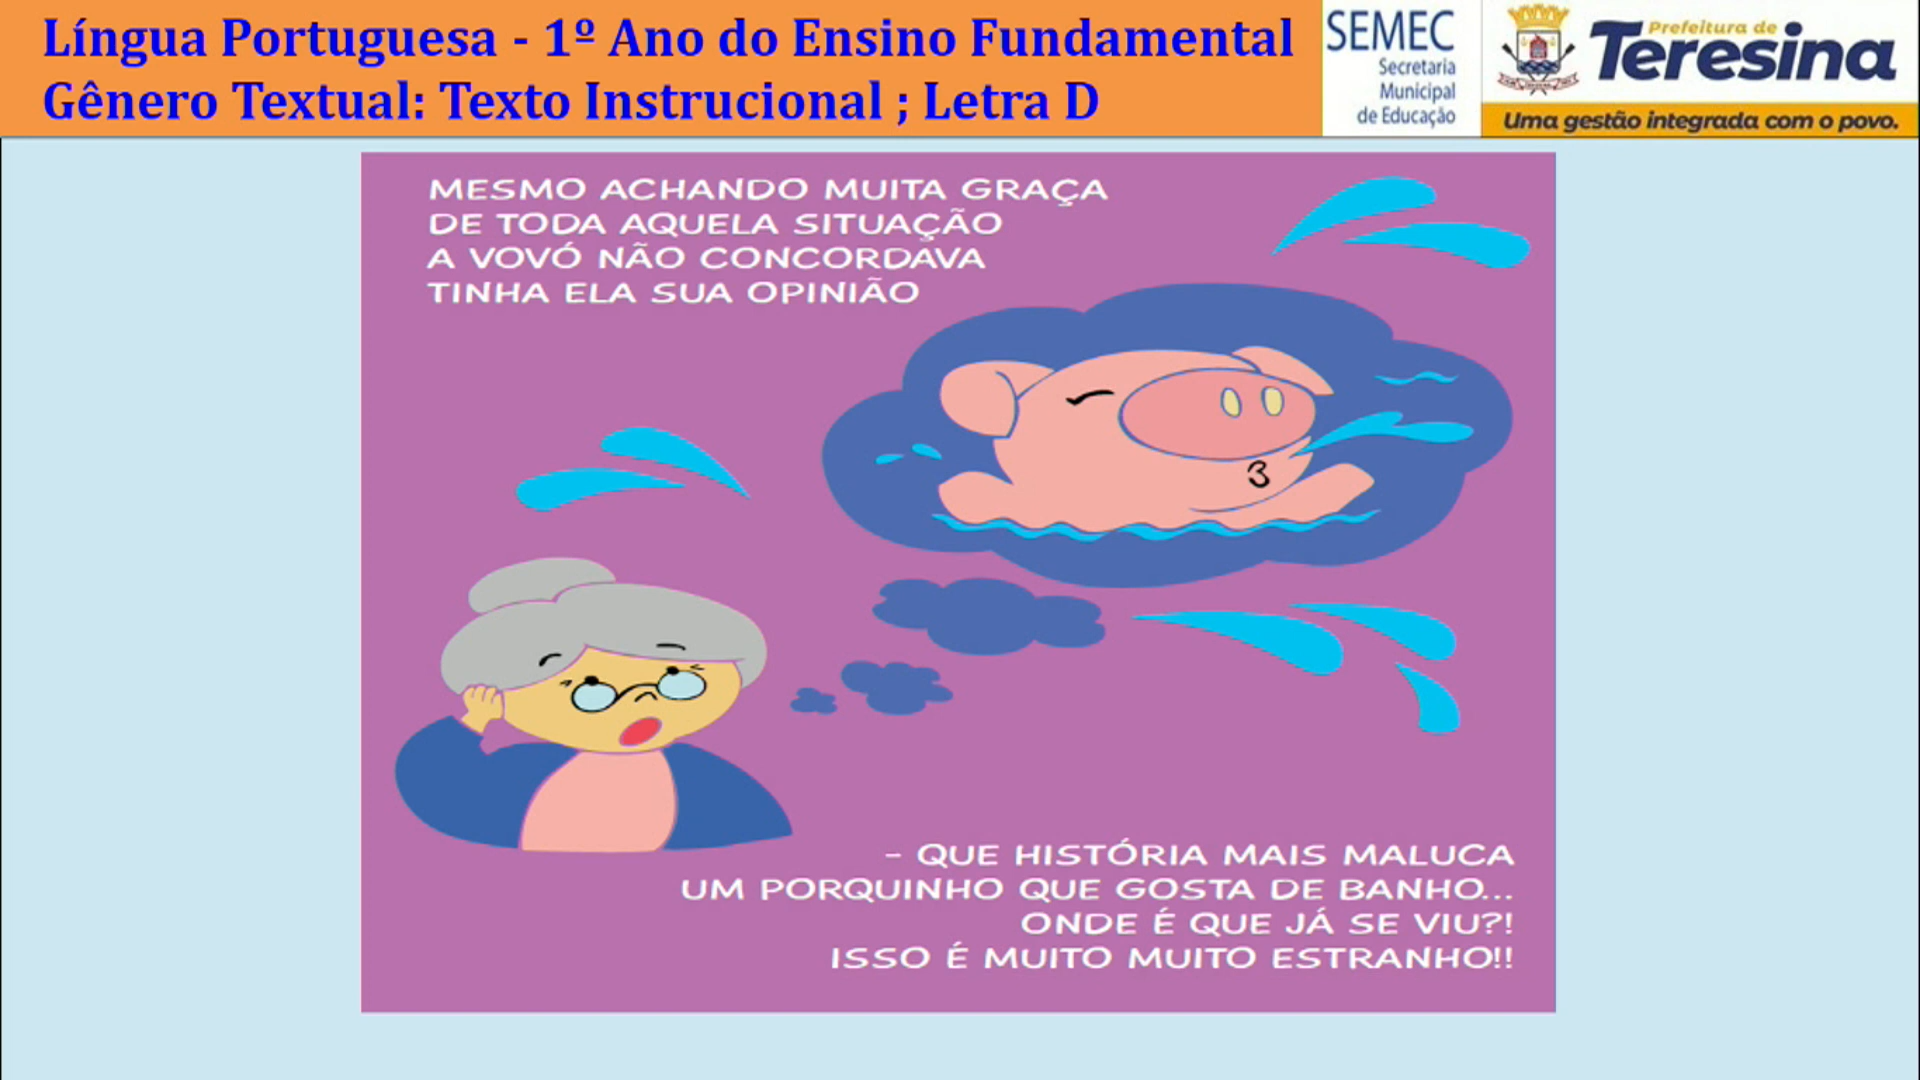 Língua Portuguesa - 1º Ano do Ensino Fundamental
Gênero Textual: Texto Instrucional ; Letra D
SEMEC
Secretaria
Municipal
de Educação
Prefeitura de
Teresina
Uma gestão integrada com o povo.
MESMO ACHANDO MUITA GRAÇA
DE TODA AQUELA SITUAÇÃO
A VOVÓ NÃO CONCORDAVA
TINHA ELA SUA OPINIÃO
- QUE HISTÓRIA MAIS MALUCA
UM PORQUINHO QUE GOSTA DE BANHO...
ONDE É QUE JÁ SE VIU?!
ISSO É MUITO MUITO ESTRANHO!!